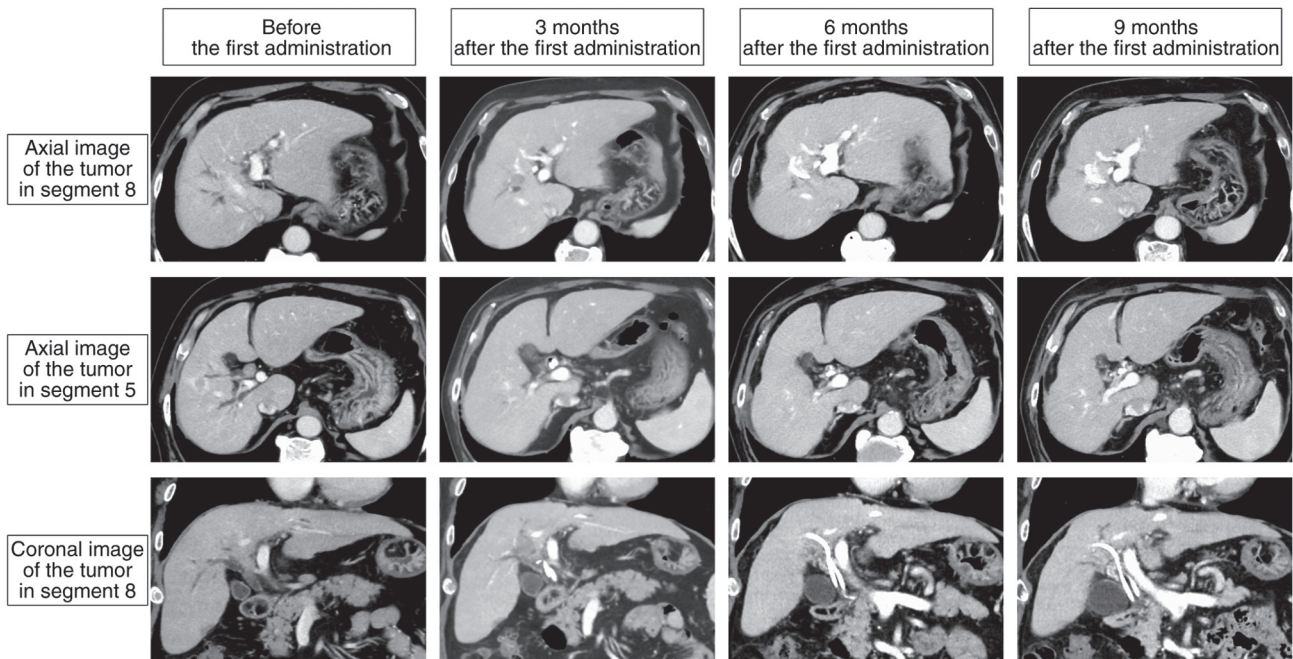 Before
the first administration
3 months
after the first administration
6 months
after the first administration
9 months
after the first administration
Axial image
of the tumor
in segment 8
Axial image
of the tumor
in segment 5
Coronal image
of the tumor
in segment 8